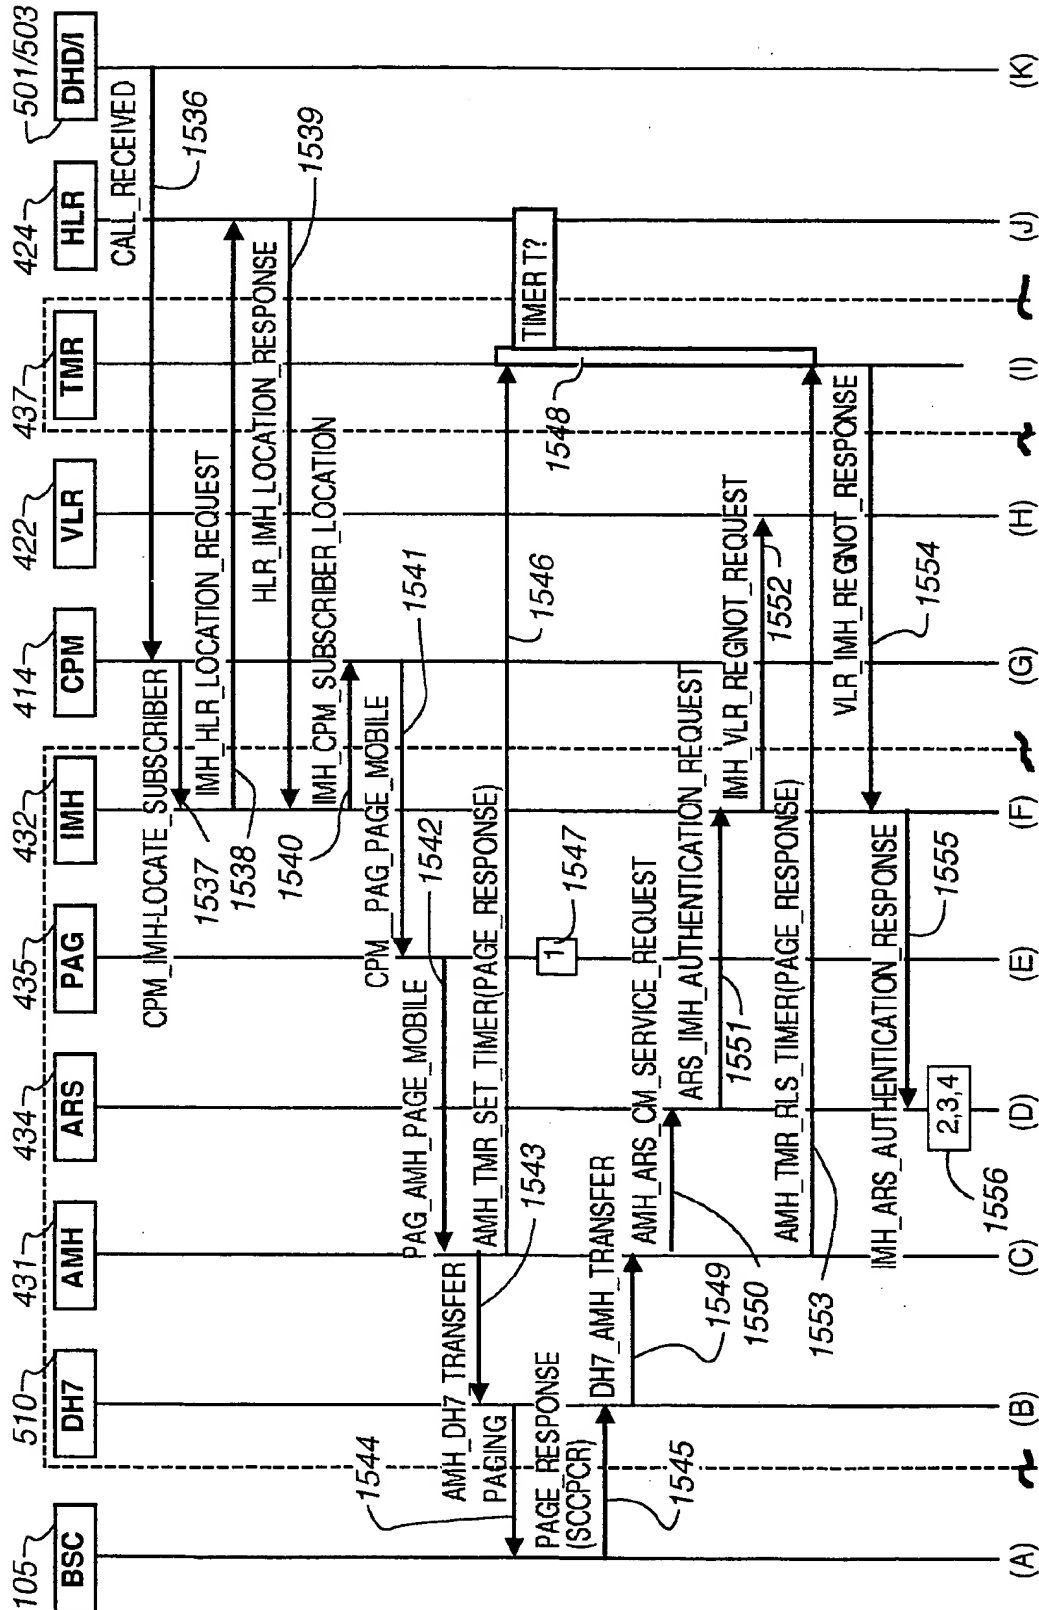 105
BSC
510
DH7
431
AMH
434
ARS
435
PAG
432
IMH
414
CPM
422
VLR
437
TMR
424
HLR
501/503
DHD/I
CALL_RECEIVED
1536
CPM_IMH-LOCATE_SUBSCRIBER
1537
IMH_HLR_LOCATION_REQUEST
1538
HLR_IMH_LOCATION_RESPONSE
1539
IMH_CPM_SUBSCRIBER_LOCATION
1540
CPM_PAG_PAGE_MOBILE
1541
PAG_AMH_PAGE_MOBILE
1542
AMH_DH7_TRANSFER
1543
AMH_TMR_SET_TIMER(PAGE_RESPONSE)
1546
PAGING
1544
TIMER T?
1548
1
1547
PAGE_RESPONSE
(SCCPCR)
1545
DH7_AMH_TRANSFER
1549
AMH_ARS_CM_SERVICE_REQUEST
1550
ARS_IMH_AUTHENTICATION_REQUEST
1551
IMH_VLR_REGNOT_REQUEST
1552
AMH_TMR_RLS_TIMER(PAGE_RESPONSE)
1553
VLR_IMH_REGNOT_RESPONSE
1554
IMH_ARS_AUTHENTICATION_RESPONSE
1555
2,3,4
1556
(A)
(B)
(C)
(D)
(E)
(F)
(G)
(H)
(I)
(J)
(K)